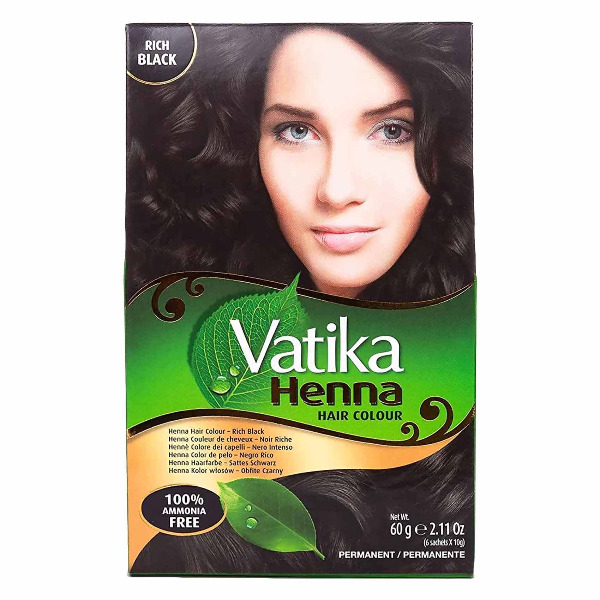 RICH
BLACK
Vatika
Henna
HAIR COLOUR
Henna Hair Colour – Rich Black
Henna Couleur de cheveux – Noir Riche
Hennè Colore dei capelli – Nero Intenso
Henna Color de pelo – Negro Rico
Henna Haarfarbe – Sattes Schwarz
Henna Kolor włosów – Obfite Czarny
100%
AMMONIA
FREE
Net Wt.
60 g ℮ 2.11 Oz
(6 sachets X 10g)
PERMANENT / PERMANENTE